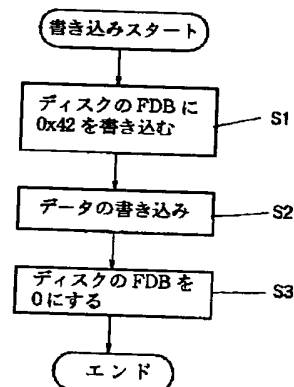 書き込みスタート
ディスクのFDBに
0x42を書き込む
S1
データの書き込み
S2
ディスクのFDBを
0にする
S3
エンド